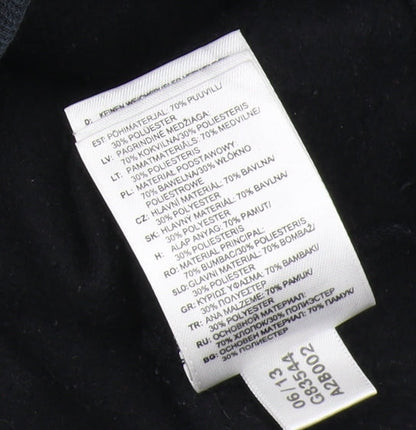 EST: PÕHIMATERJAL 70% PUUVILL/
30% POLÜESTER
LV: PAGRINDINE MEDŽIAGA:
70% KOKVILNA/30% POLIESTERIS
LT: PAMATMATERIĀLS: 70% MEDVILNĖ/
30% POLIESTERIS
PL: MATERIAŁ PODSTAWOWY
70% BAWEŁNA/30% WŁÓKNO
POLIESTROWE
CZ: HLAVNÍ MATERIÁL 70% BAVLNA/
30% POLYESTER
SK: HLAVNÝ MATERIÁL: 70% BAVLNA/
30% POLYESTER
H: ALAP ANYAG: 70% PAMUT/
30% POLIESTERIS
RO: MATERIAL PRINCIPAL:
70% BUMBAC/30% POLIESTERIS
SLO: GLAVNI MATERIAL: 70% BOMBAŽ/
30% POLIESTER
GR: ΚΥΡΙΩΣ ΥΦΑΣΜΑ: 70% ΒΑΜΒΑΚΙ/
30% ΠΟΛΥΕΣΤΕΡ
TR: ANA MALZEME: 70% PAMUK/
30% POLYESTER
RU: ОСНОВНОЙ МАТЕРИАЛ:
70% ХЛОПОК/30% ПОЛИЭСТЕР
BG: ОСНОВЕН МАТЕРИАЛ: 70% ПАМУК/
30% ПОЛИЕСТЕР
06/13
G83544
A2B002